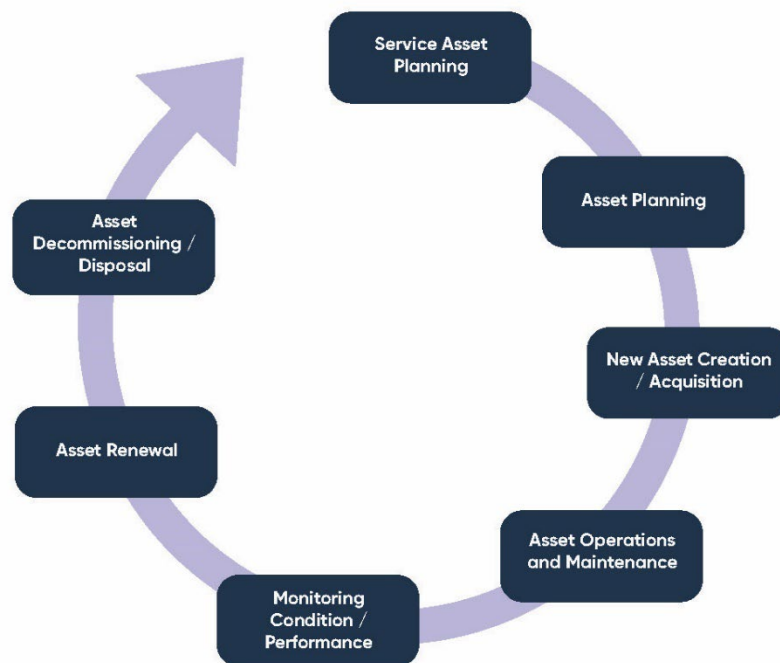 Service Asset
Planning
Asset Planning
New Asset Creation
/ Acquisition
Asset Operations
and Maintenance
Monitoring
Condition /
Performance
Asset Renewal
Asset
Decommissioning /
Disposal